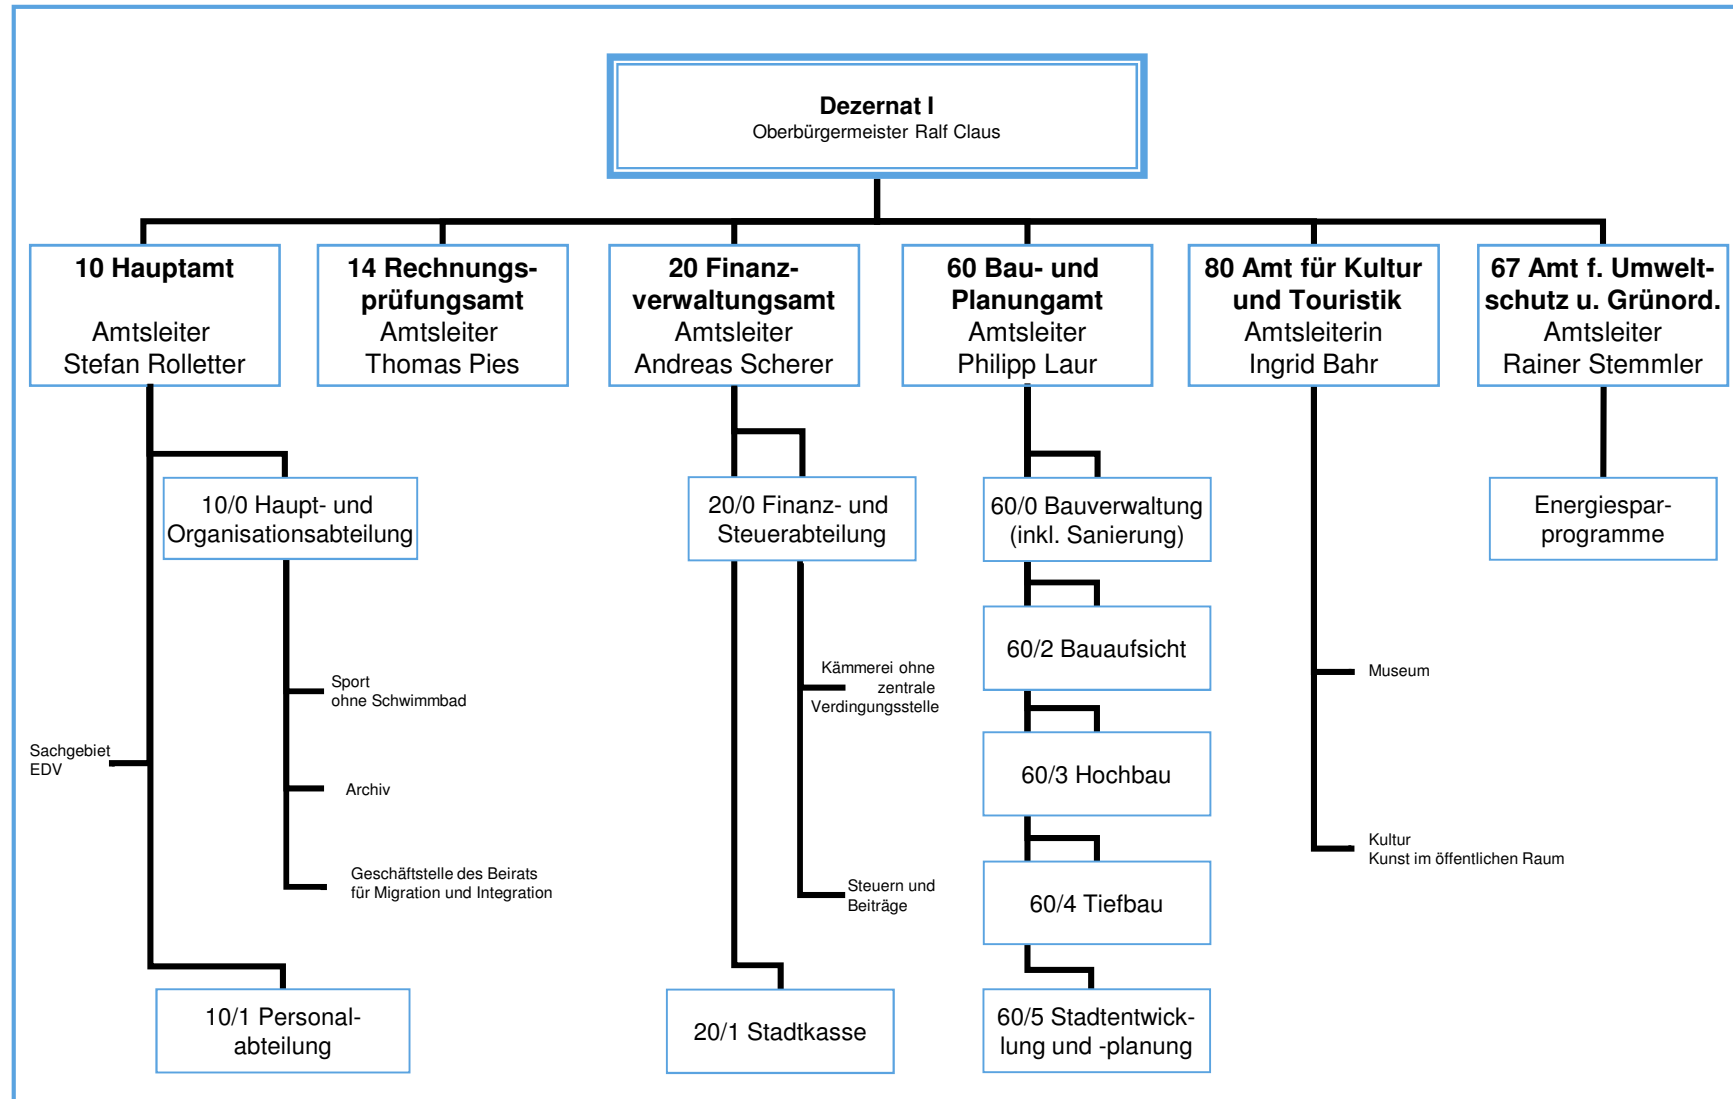 Dezernat I
Oberbürgermeister Ralf Claus
10 Hauptamt
Amtsleiter
Stefan Rolletter
14 Rechnungs-
prüfungsamt
Amtsleiter
Thomas Pies
20 Finanz-
verwaltungsamt
Amtsleiter
Andreas Scherer
60 Bau- und
Planungamt
Amtsleiter
Philipp Laur
80 Amt für Kultur
und Touristik
Amtsleiterin
Ingrid Bahr
67 Amt f. Umwelt-
schutz u. Grünord.
Amtsleiter
Rainer Stemmler
10/0 Haupt- und
Organisationsabteilung
20/0 Finanz- und
Steuerabteilung
60/0 Bauverwaltung
(inkl. Sanierung)
Energiespar-
programme
60/2 Bauaufsicht
Sport
ohne Schwimmbad
Kämmerei ohne
zentrale
Verdingungsstelle
Museum
Sachgebiet
EDV
60/3 Hochbau
Archiv
Kultur
Kunst im öffentlichen Raum
Geschäftstelle des Beirats
für Migration und Integration
Steuern und
Beiträge
60/4 Tiefbau
10/1 Personal-
abteilung
20/1 Stadtkasse
60/5 Stadtentwick-
lung und -planung